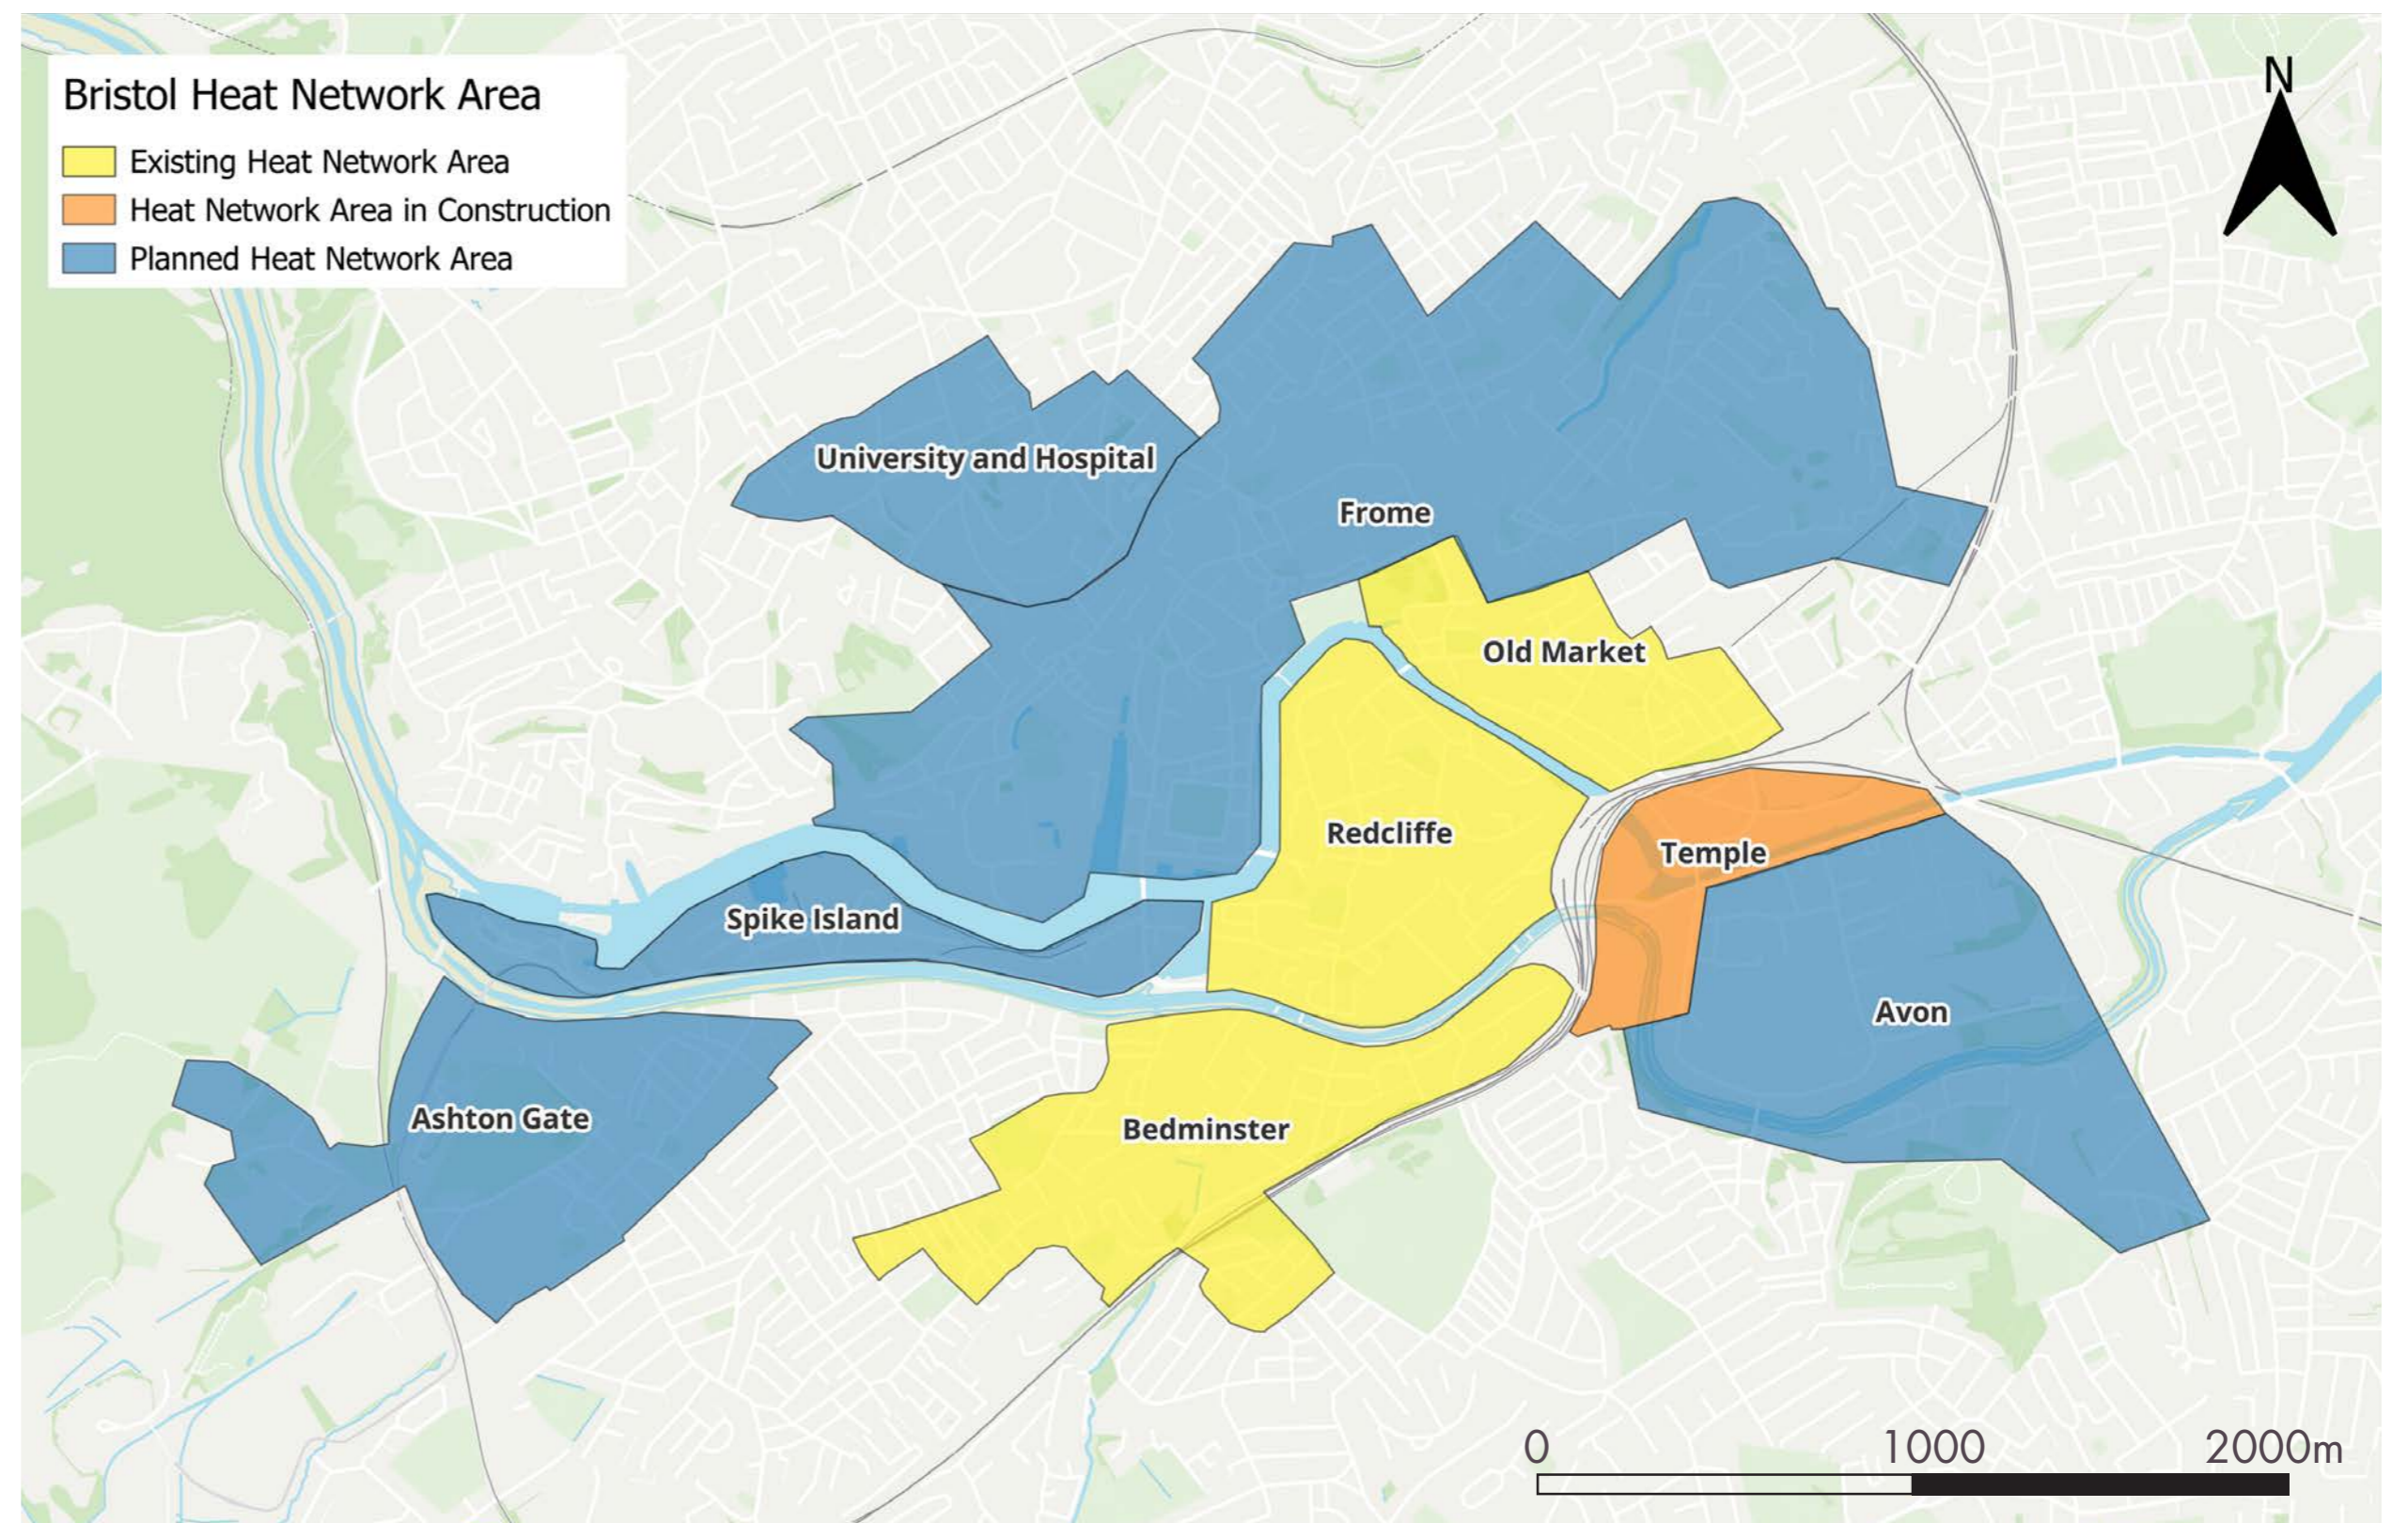 Bristol Heat Network Area
Existing Heat Network Area
Heat Network Area in Construction
Planned Heat Network Area
N
University and Hospital
Frome
Old Market
Redcliffe
Temple
Spike Island
Avon
Ashton Gate
Bedminster
0 1000 2000m